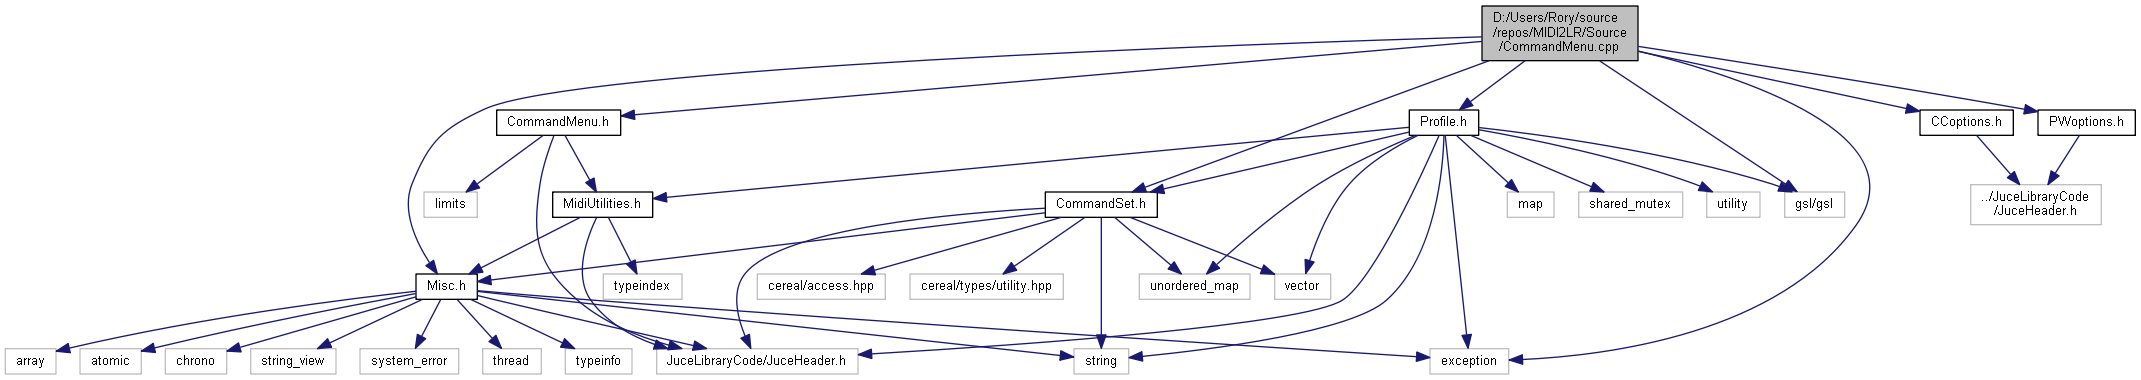 D:/Users/Rory/source
/repos/MIDI2LR/Source
/CommandMenu.cpp
CommandMenu.h
Profile.h
CCoptions.h
PWoptions.h
limits
MidiUtilities.h
CommandSet.h
map
shared_mutex
utility
gsl/gsl
../JuceLibraryCode
/JuceHeader.h
Misc.h
typeindex
cereal/access.hpp
cereal/types/utility.hpp
unordered_map
vector
array
atomic
chrono
string_view
system_error
thread
typeinfo
JuceLibraryCode/JuceHeader.h
string
exception